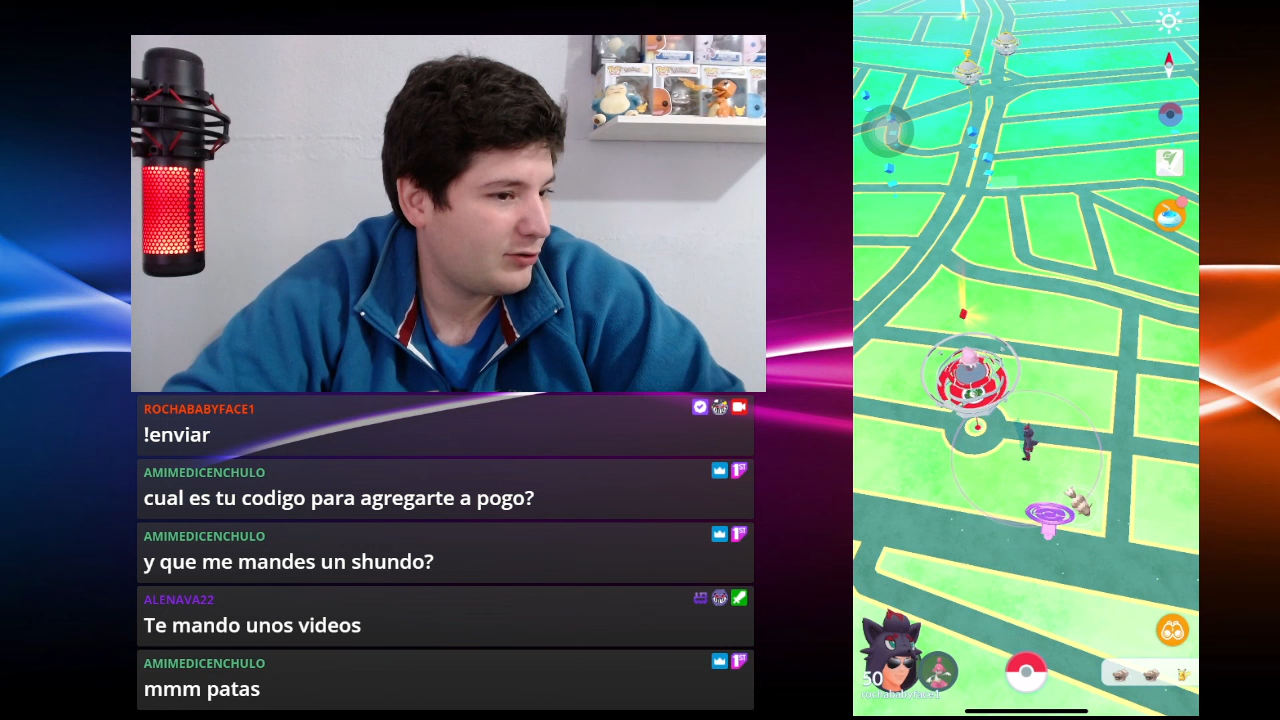 ROCHABABYFACE1
!enviar
AMIMEDICENCHULO
cual es tu codigo para agregarte a pogo?
AMIMEDICENCHULO
y que me mandes un shundo?
ALENAVA22
Te mando unos videos
AMIMEDICENCHULO
mmm patas
50
rochababyface1